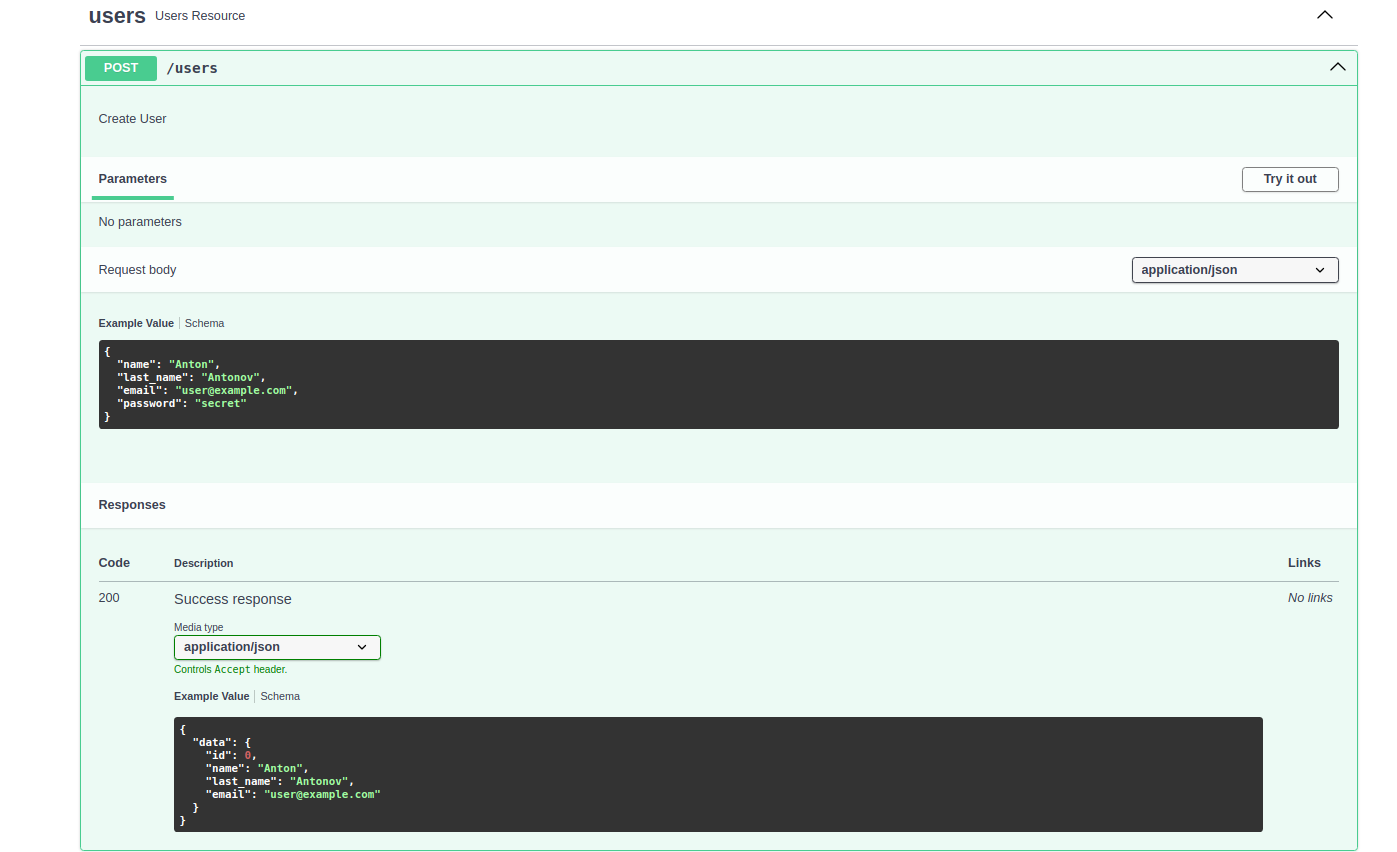 users Users Resource
POST /users
Create User
Parameters
Try it out
No parameters
Request body
application/json
Example Value Schema
{
  "name": "Anton",
  "last_name": "Antonov",
  "email": "user@example.com",
  "password": "secret"
}
Responses
Code Description Links
200 Success response No links
Media type
application/json
Controls Accept header.
Example Value Schema
{
  "data": {
    "id": 0,
    "name": "Anton",
    "last_name": "Antonov",
    "email": "user@example.com"
  }
}